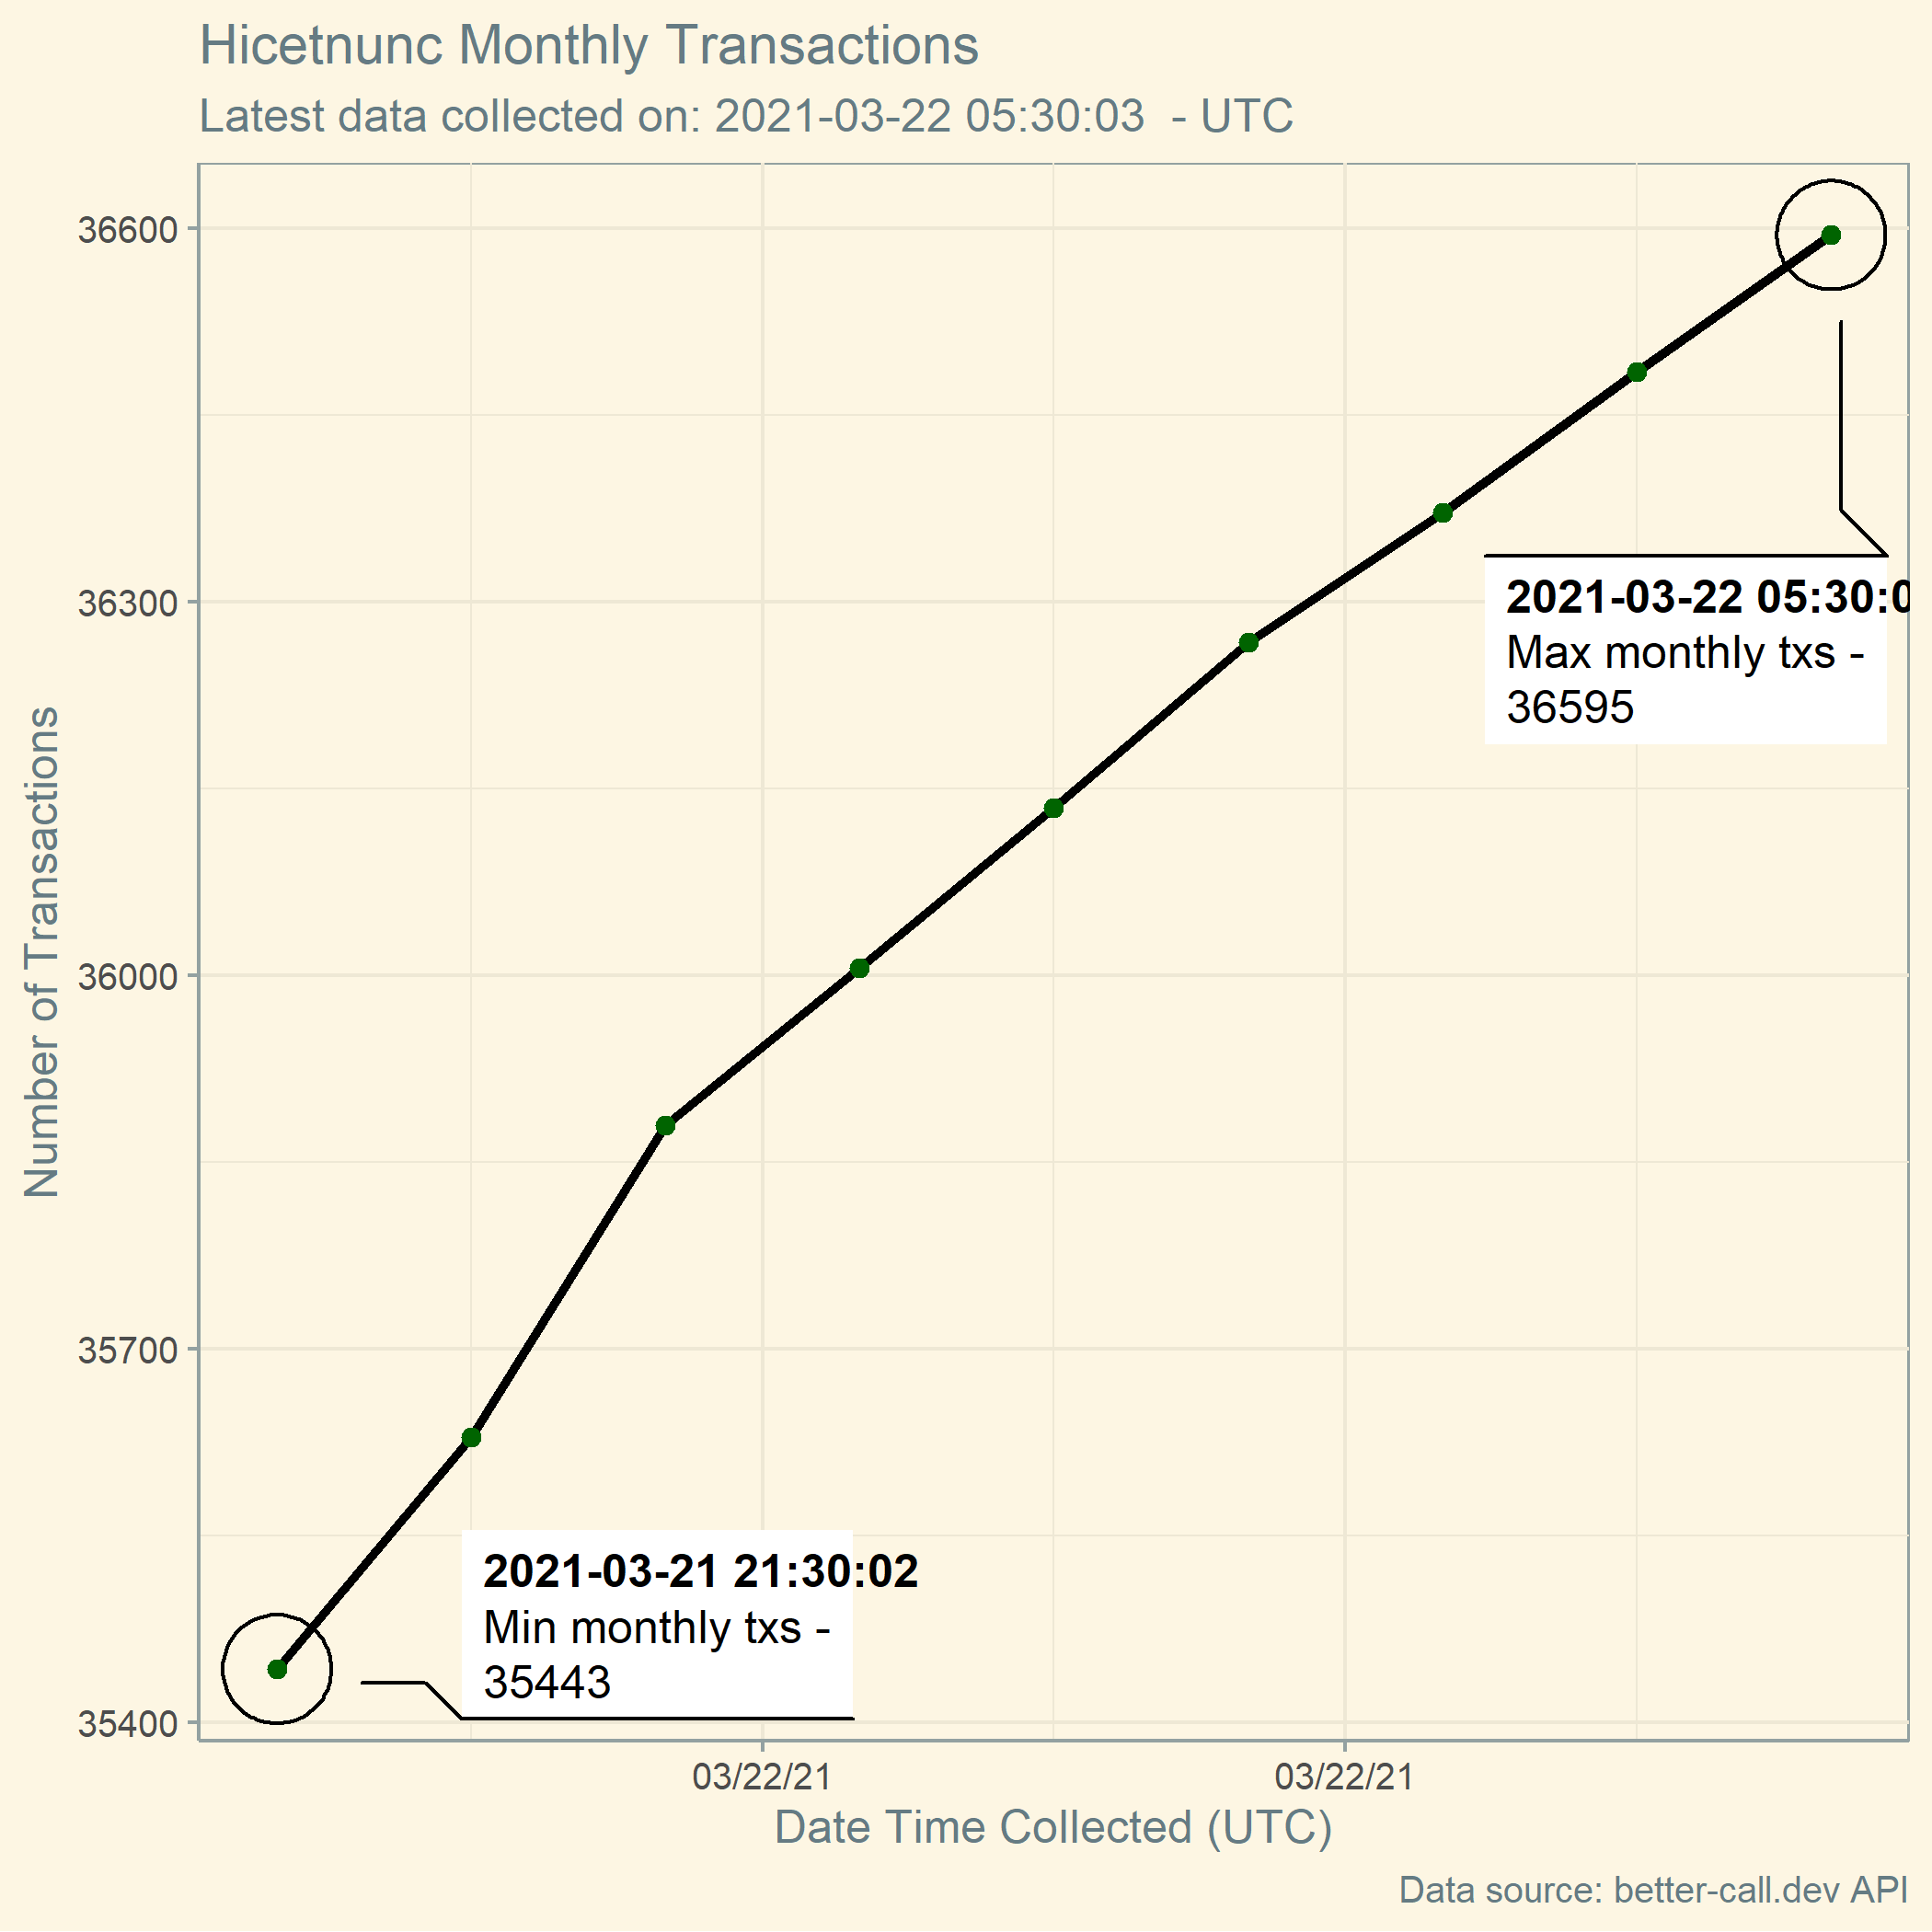 Hicetnunc Monthly Transactions
Latest data collected on: 2021-03-22 05:30:03  - UTC
36600
36300
36000
35700
35400
Number of Transactions
2021-03-22 05:30:0
Max monthly txs -
36595
2021-03-21 21:30:02
Min monthly txs -
35443
03/22/21
03/22/21
Date Time Collected (UTC)
Data source: better-call.dev API